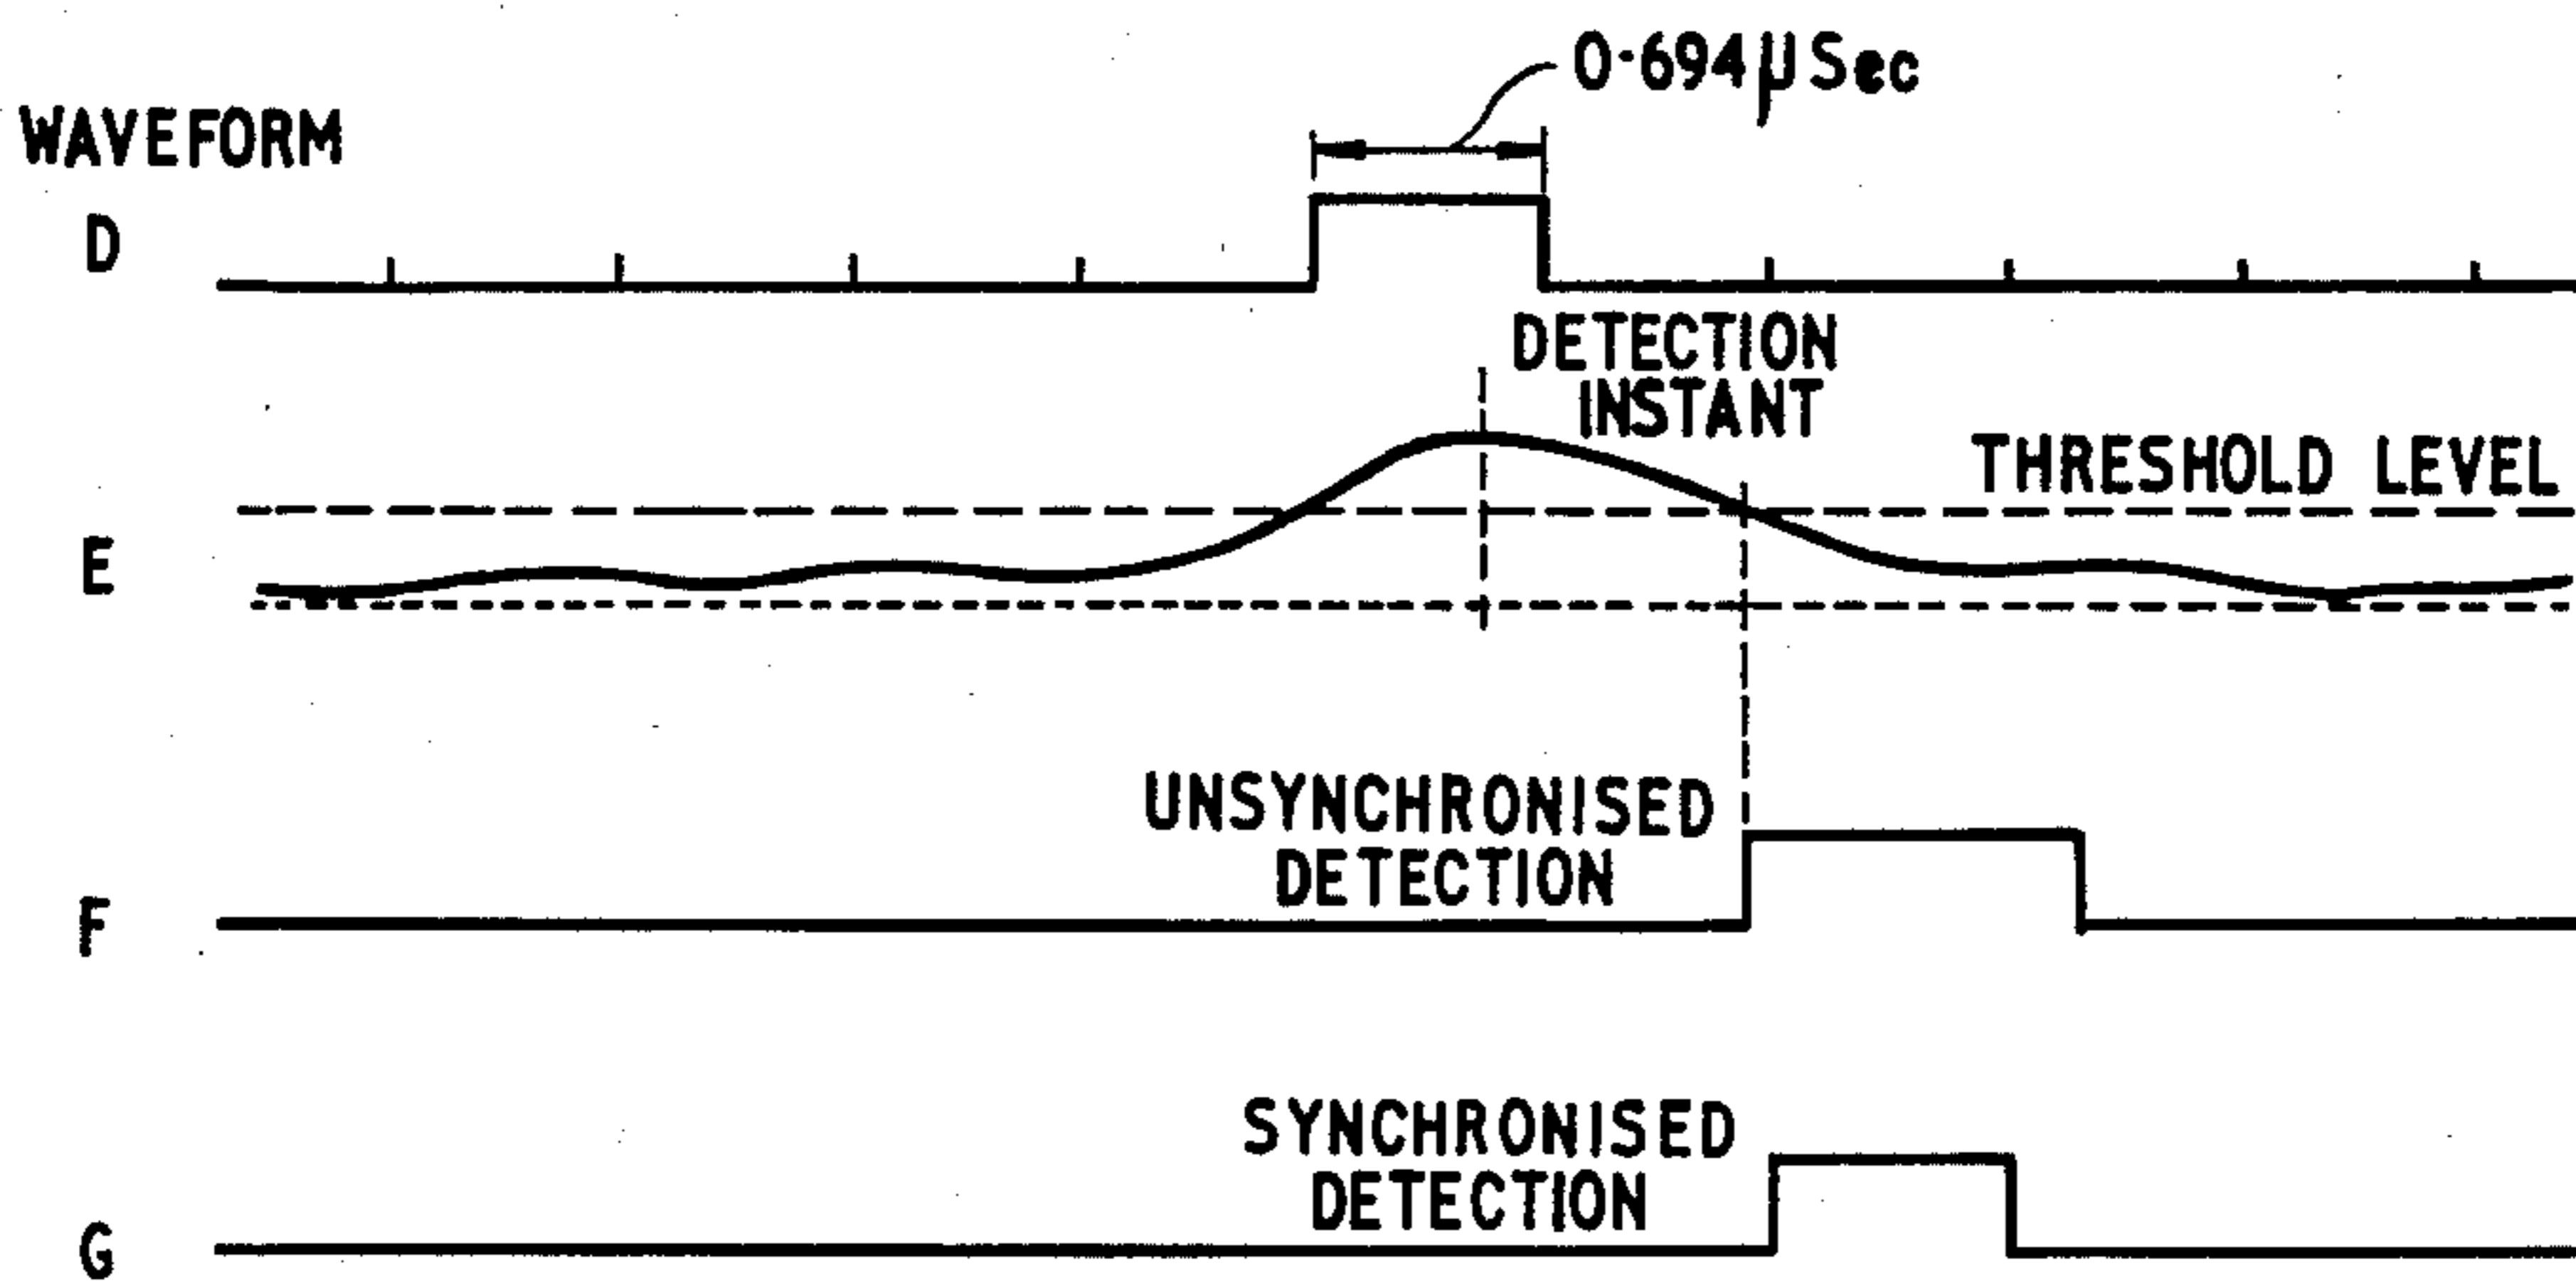 0·694µSec
WAVEFORM
D
DETECTION
INSTANT
THRESHOLD LEVEL
E
UNSYNCHRONISED
DETECTION
F
SYNCHRONISED
DETECTION
G